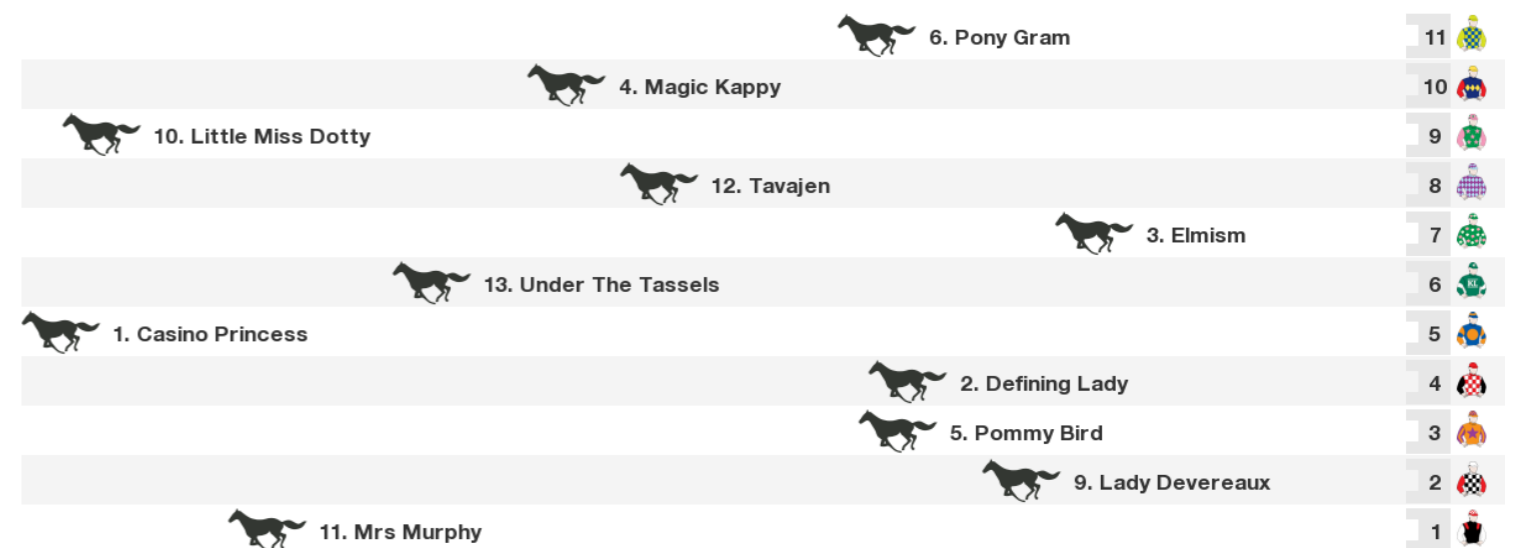 6. Pony Gram 11
4. Magic Kappy 10
10. Little Miss Dotty 9
12. Tavajen 8
3. Elmism 7
13. Under The Tassels 6
1. Casino Princess 5
2. Defining Lady 4
5. Pommy Bird 3
9. Lady Devereaux 2
11. Mrs Murphy 1